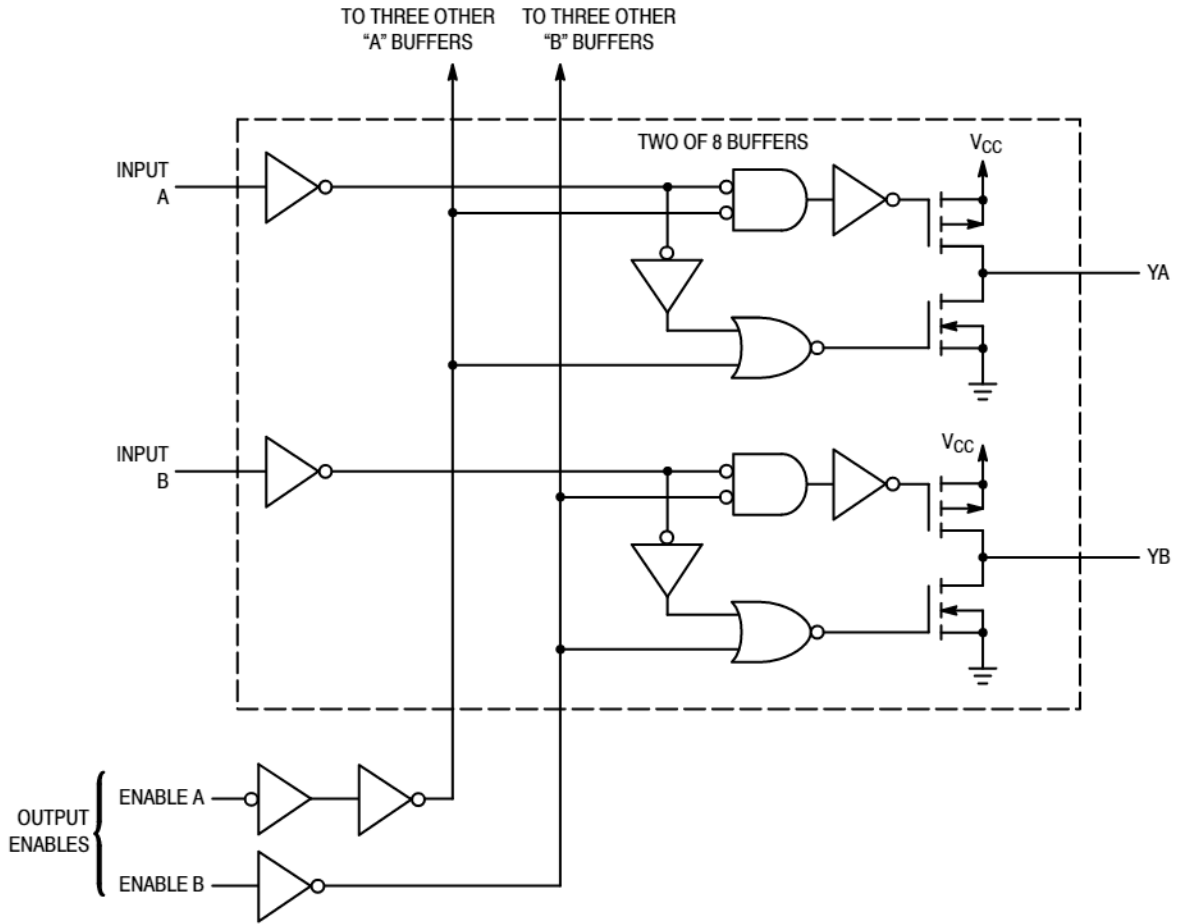 TO THREE OTHER
“A” BUFFERS
TO THREE OTHER
“B” BUFFERS
TWO OF 8 BUFFERS
VCC
INPUT
A
YA
INPUT
B
VCC
YB
OUTPUT
ENABLES
ENABLE A
ENABLE B